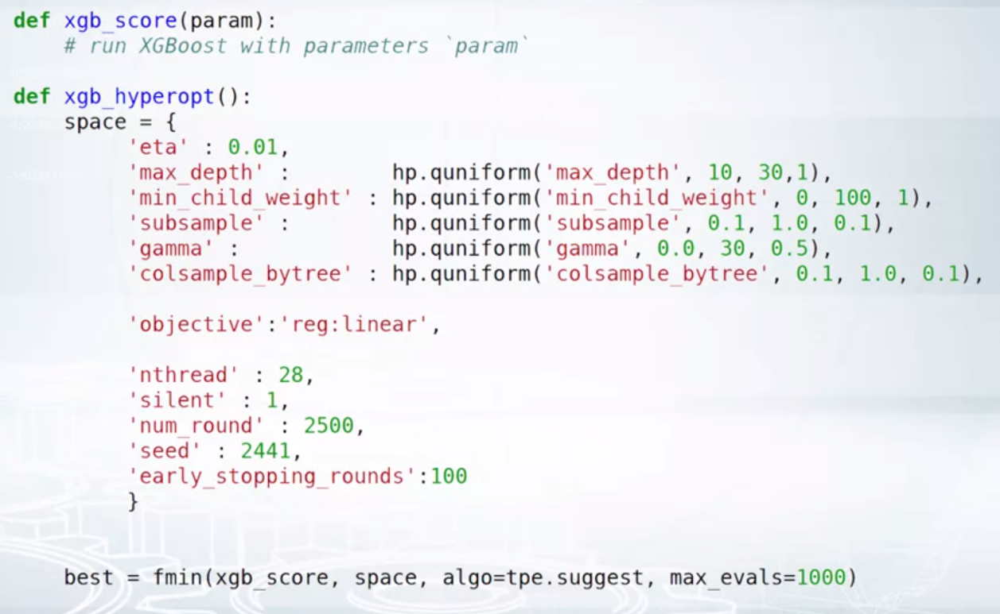 def xgb_score(param):
# run XGBoost with parameters `param`
def xgb_hyperopt():
space = {
'eta' : 0.01,
'max_depth' : hp.quniform('max_depth', 10, 30,1),
'min_child_weight' : hp.quniform('min_child_weight', 0, 100, 1),
'subsample' : hp.quniform('subsample', 0.1, 1.0, 0.1),
'gamma' : hp.quniform('gamma', 0.0, 30, 0.5),
'colsample_bytree' : hp.quniform('colsample_bytree', 0.1, 1.0, 0.1),
'objective':'reg:linear',
'nthread' : 28,
'silent' : 1,
'num_round' : 2500,
'seed' : 2441,
'early_stopping_rounds':100
}
best = fmin(xgb_score, space, algo=tpe.suggest, max_evals=1000)